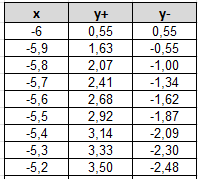 x y+ y-
-6 0,55 0,55
-5,9 1,63 -0,55
-5,8 2,07 -1,00
-5,7 2,41 -1,34
-5,6 2,68 -1,62
-5,5 2,92 -1,87
-5,4 3,14 -2,09
-5,3 3,33 -2,30
-5,2 3,50 -2,48